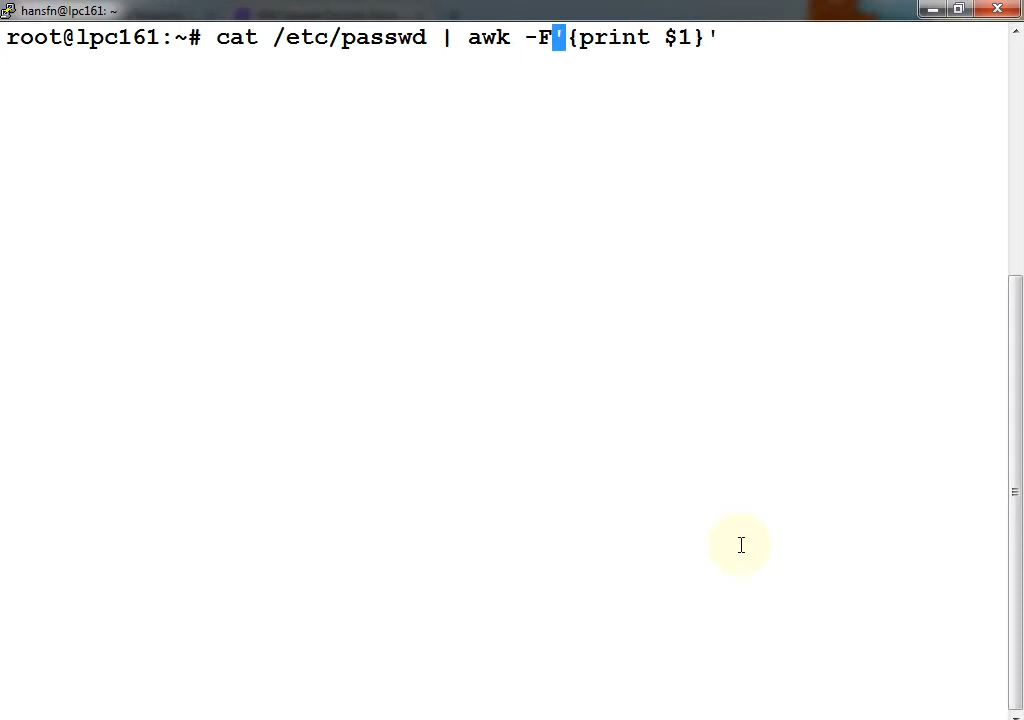 hansfn@lpc161: ~
root@lpc161:~# cat /etc/passwd | awk -F'{print $1}'